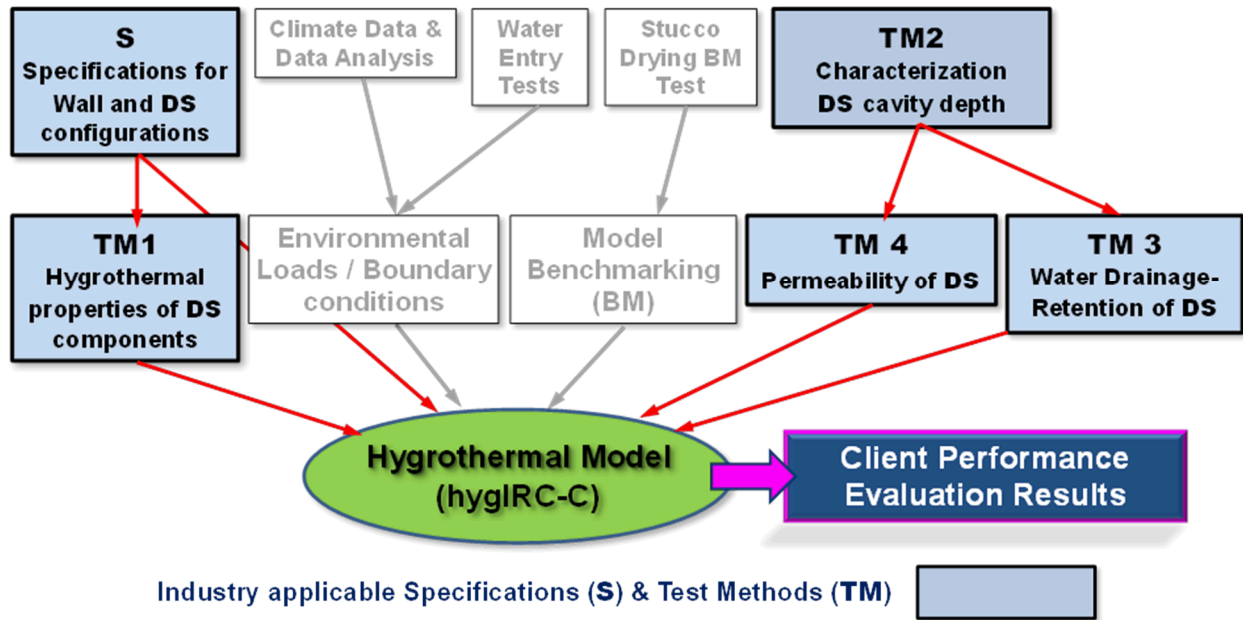 S
Specifications for
Wall and DS
configurations
Climate Data &
Data Analysis
Water
Entry
Tests
Stucco
Drying BM
Test
TM2
Characterization
DS cavity depth
TM1
Hygrothermal
properties of DS
components
Environmental
Loads / Boundary
conditions
Model
Benchmarking
(BM)
TM 4
Permeability of DS
TM 3
Water Drainage-
Retention of DS
Hygrothermal Model
(hygIRC-C)
Client Performance
Evaluation Results
Industry applicable Specifications (S) & Test Methods (TM)